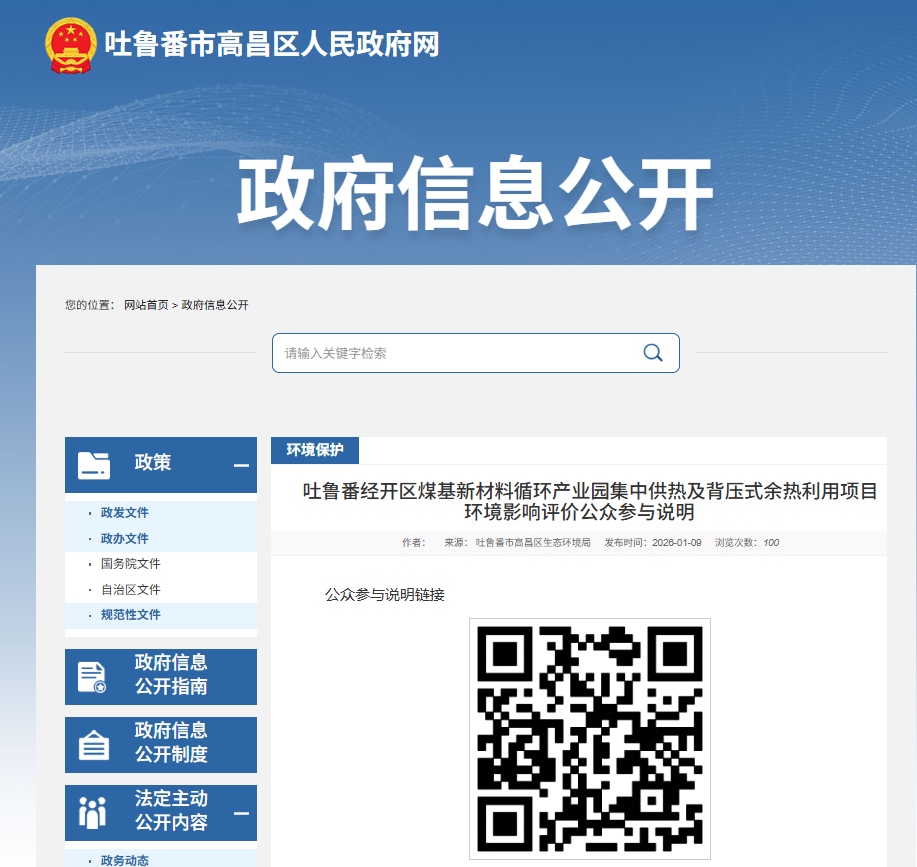 吐鲁番市高昌区人民政府网
政府信息公开
您的位置： 网站首页 > 政府信息公开
请输入关键字检索
政策
· 政发文件
· 政办文件
· 国务院文件
· 自治区文件
· 规范性文件
政府信息
公开指南
政府信息
公开制度
法定主动
公开内容
· 政务动态
环境保护
吐鲁番经开区煤基新材料循环产业园集中供热及背压式余热利用项目
环境影响评价公众参与说明
作者： 来源： 吐鲁番市高昌区生态环境局 发布时间：2026-01-09 浏览次数：100
公众参与说明链接